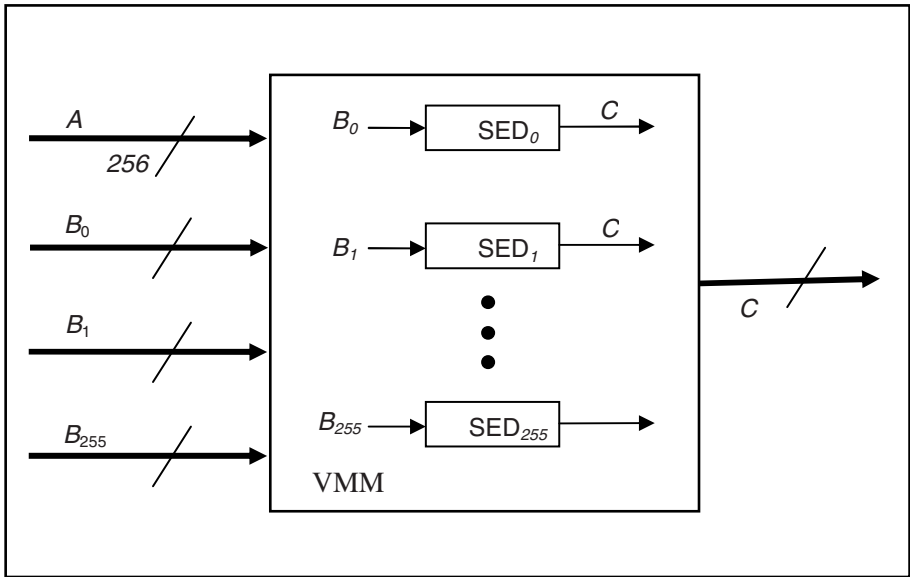 A
256
B₀
B₁
B₂₅₅
B₀
SED₀
C
B₁
SED₁
C
B₂₅₅
SED₂₅₅
VMM
C